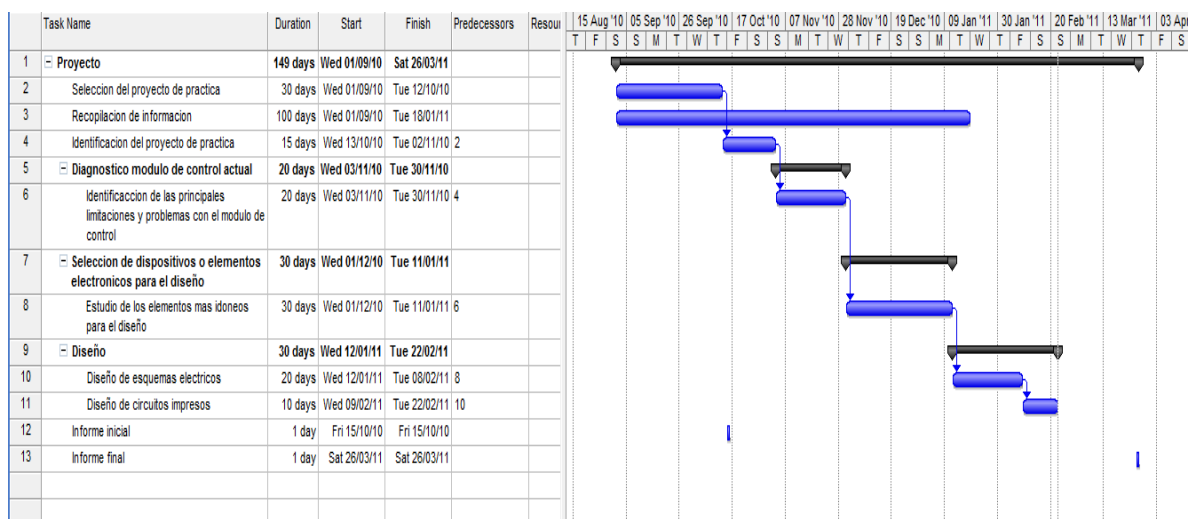 Task Name Duration Start Finish Predecessors Resour 15 Aug '10 05 Sep '10 26 Sep '10 17 Oct '10 07 Nov '10 28 Nov '10 19 Dec '10 09 Jan '11 30 Jan '11 20 Feb '11 13 Mar '11 03 Apr
T F S S M T W T F S S M T W T F S S M T W T F S S M T W T F S
1 Proyecto 149 days Wed 01/09/10 Sat 26/03/11
2 Seleccion del proyecto de practica 30 days Wed 01/09/10 Tue 12/10/10
3 Recopilacion de informacion 100 days Wed 01/09/10 Tue 18/01/11
4 Identificacion del proyecto de practica 15 days Wed 13/10/10 Tue 02/11/10 2
5 Diagnostico modulo de control actual 20 days Wed 03/11/10 Tue 30/11/10
6 Identificaccion de las principales 20 days Wed 03/11/10 Tue 30/11/10 4
limitaciones y problemas con el modulo de
control
7 Seleccion de dispositivos o elementos 30 days Wed 01/12/10 Tue 11/01/11
electronicos para el diseño
8 Estudio de los elementos mas idoneos 30 days Wed 01/12/10 Tue 11/01/11 6
para el diseño
9 Diseño 30 days Wed 12/01/11 Tue 22/02/11
10 Diseño de esquemas electricos 20 days Wed 12/01/11 Tue 08/02/11 8
11 Diseño de circuitos impresos 10 days Wed 09/02/11 Tue 22/02/11 10
12 Informe inicial 1 day Fri 15/10/10 Fri 15/10/10
13 Informe final 1 day Sat 26/03/11 Sat 26/03/11